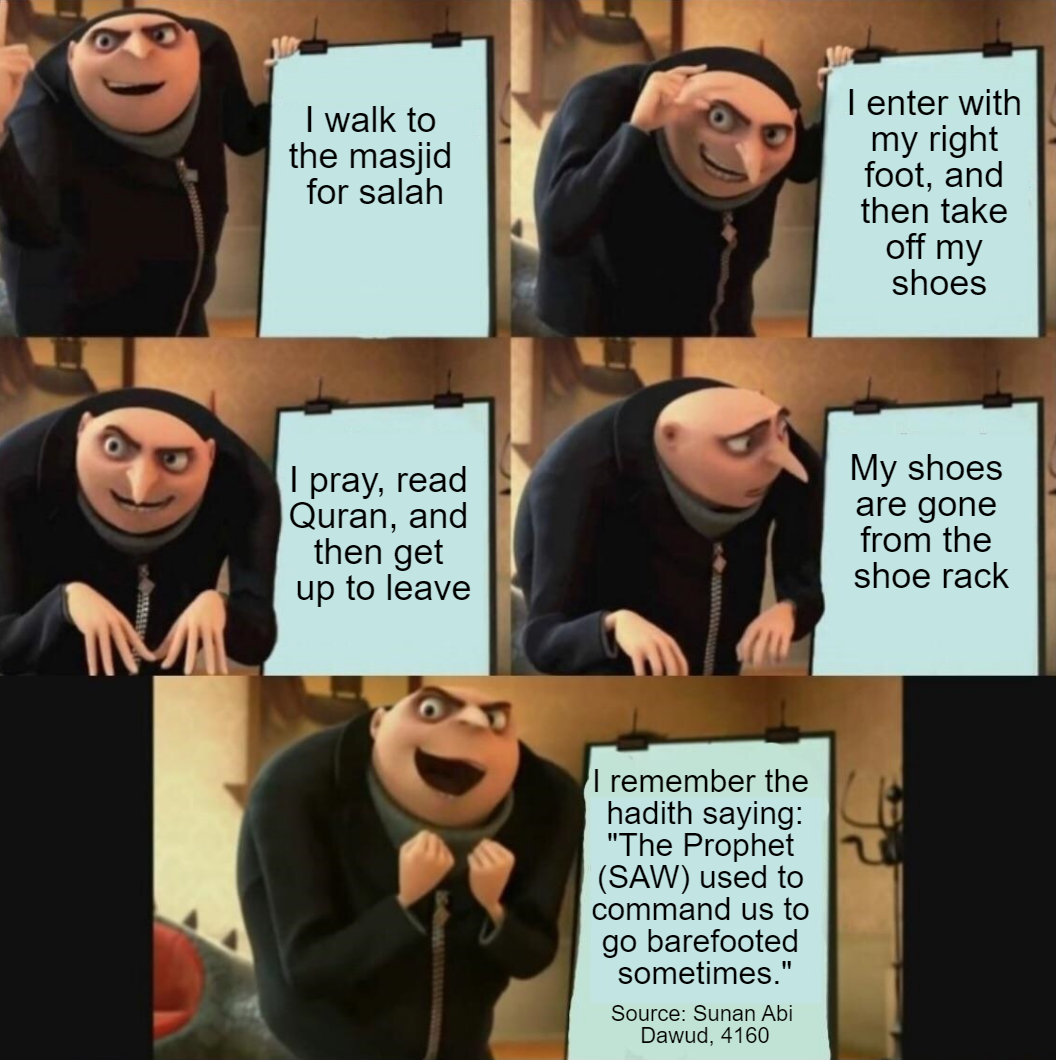 I walk to
the masjid
for salah
I enter with
my right
foot, and
then take
off my
shoes
I pray, read
Quran, and
then get
up to leave
My shoes
are gone
from the
shoe rack
I remember the
hadith saying:
"The Prophet
(SAW) used to
command us to
go barefooted
sometimes."
Source: Sunan Abi
Dawud, 4160